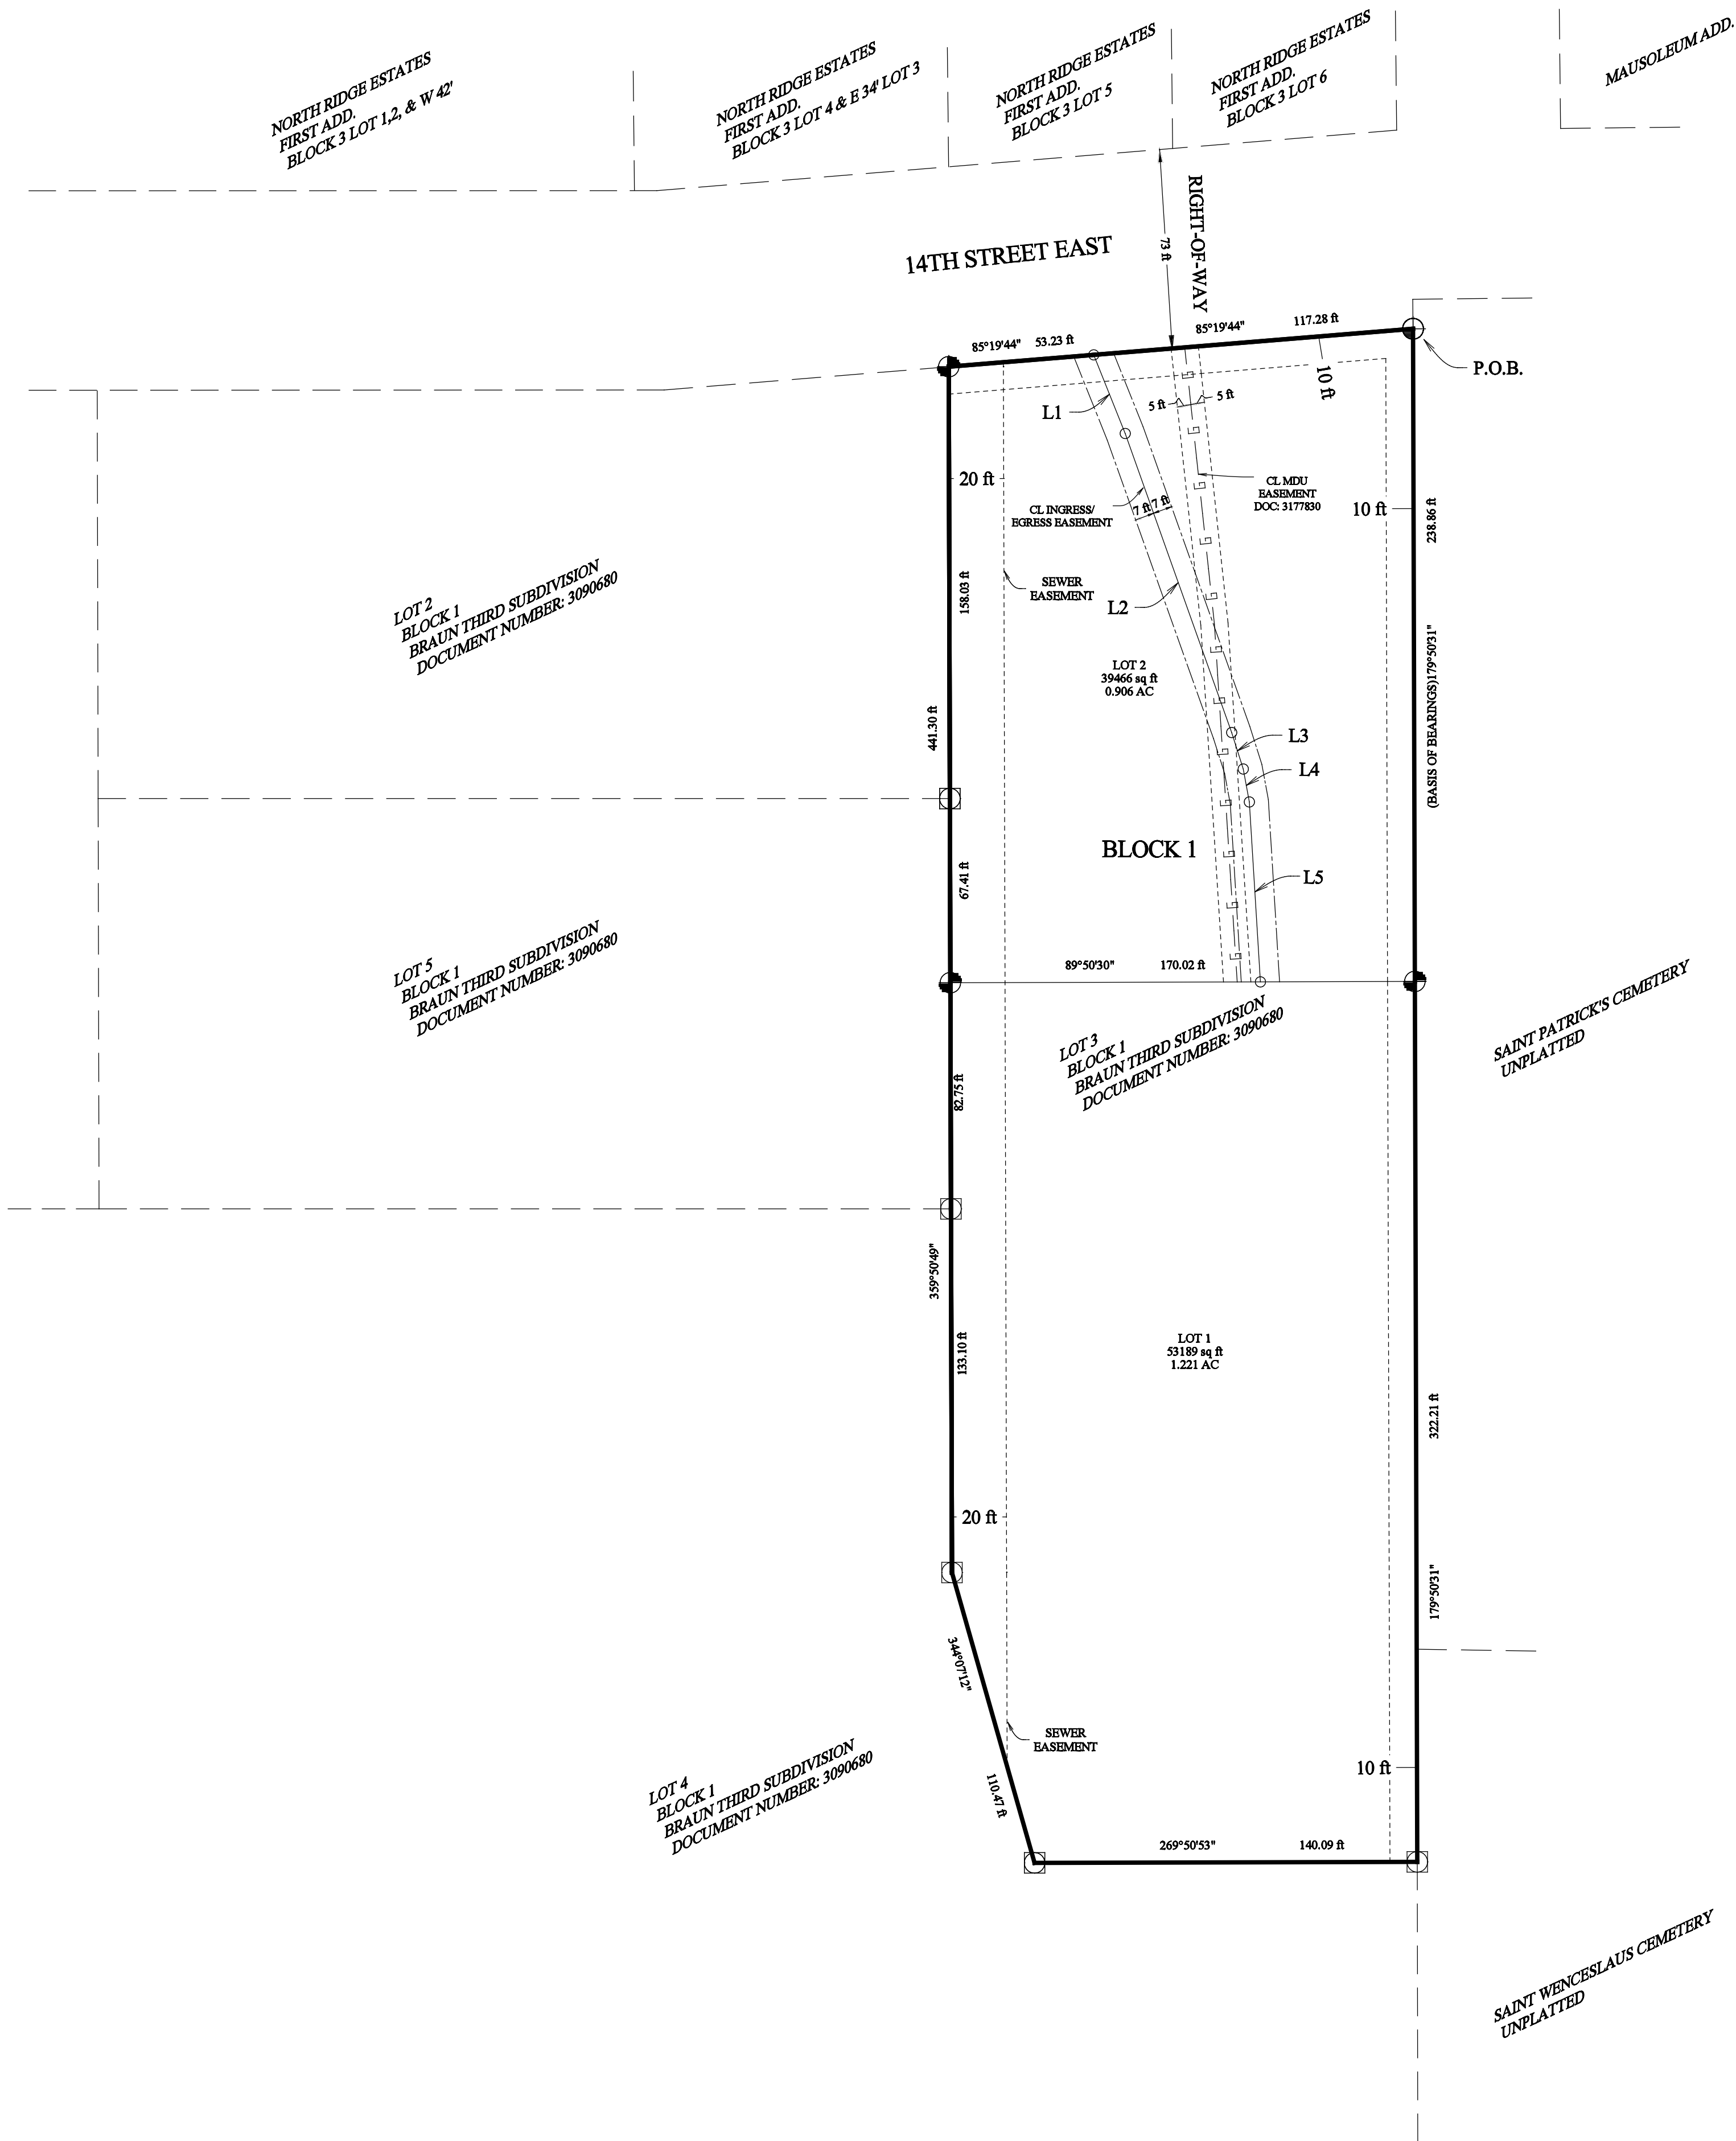 NORTH RIDGE ESTATES
FIRST ADD.
BLOCK 3 LOT 1,2, & W 42'
NORTH RIDGE ESTATES
FIRST ADD.
BLOCK 3 LOT 4 & E 34' LOT 3
NORTH RIDGE ESTATES
FIRST ADD.
BLOCK 3 LOT 5
NORTH RIDGE ESTATES
FIRST ADD.
BLOCK 3 LOT 6
MAUSOLEUM ADD.
14TH STREET EAST
73 ft
RIGHT-OF-WAY
85°19'44" 53.23 ft
85°19'44" 117.28 ft
P.O.B.
10 ft
L1
5 ft
5 ft
20 ft
CL INGRESS/
EGRESS EASEMENT
7 ft 7 ft
CL MDU
EASEMENT
DOC: 3177830
10 ft
238.86 ft
158.03 ft
SEWER
EASEMENT
L2
LOT 2
BLOCK 1
BRAUN THIRD SUBDIVISION
DOCUMENT NUMBER: 3090680
LOT 2
39466 sq ft
0.906 AC
(BASIS OF BEARINGS)179°50'31"
441.30 ft
L3
L4
BLOCK 1
L5
67.41 ft
89°50'30" 170.02 ft
LOT 5
BLOCK 1
BRAUN THIRD SUBDIVISION
DOCUMENT NUMBER: 3090680
LOT 3
BLOCK 1
BRAUN THIRD SUBDIVISION
DOCUMENT NUMBER: 3090680
SAINT PATRICK'S CEMETERY
UNPLATTED
82.75 ft
359°50'49"
133.10 ft
LOT 1
53189 sq ft
1.221 AC
322.21 ft
20 ft
179°50'31"
344°07'12"
SEWER
EASEMENT
110.47 ft
10 ft
LOT 4
BLOCK 1
BRAUN THIRD SUBDIVISION
DOCUMENT NUMBER: 3090680
269°50'53" 140.09 ft
SAINT WENCESLAUS CEMETERY
UNPLATTED